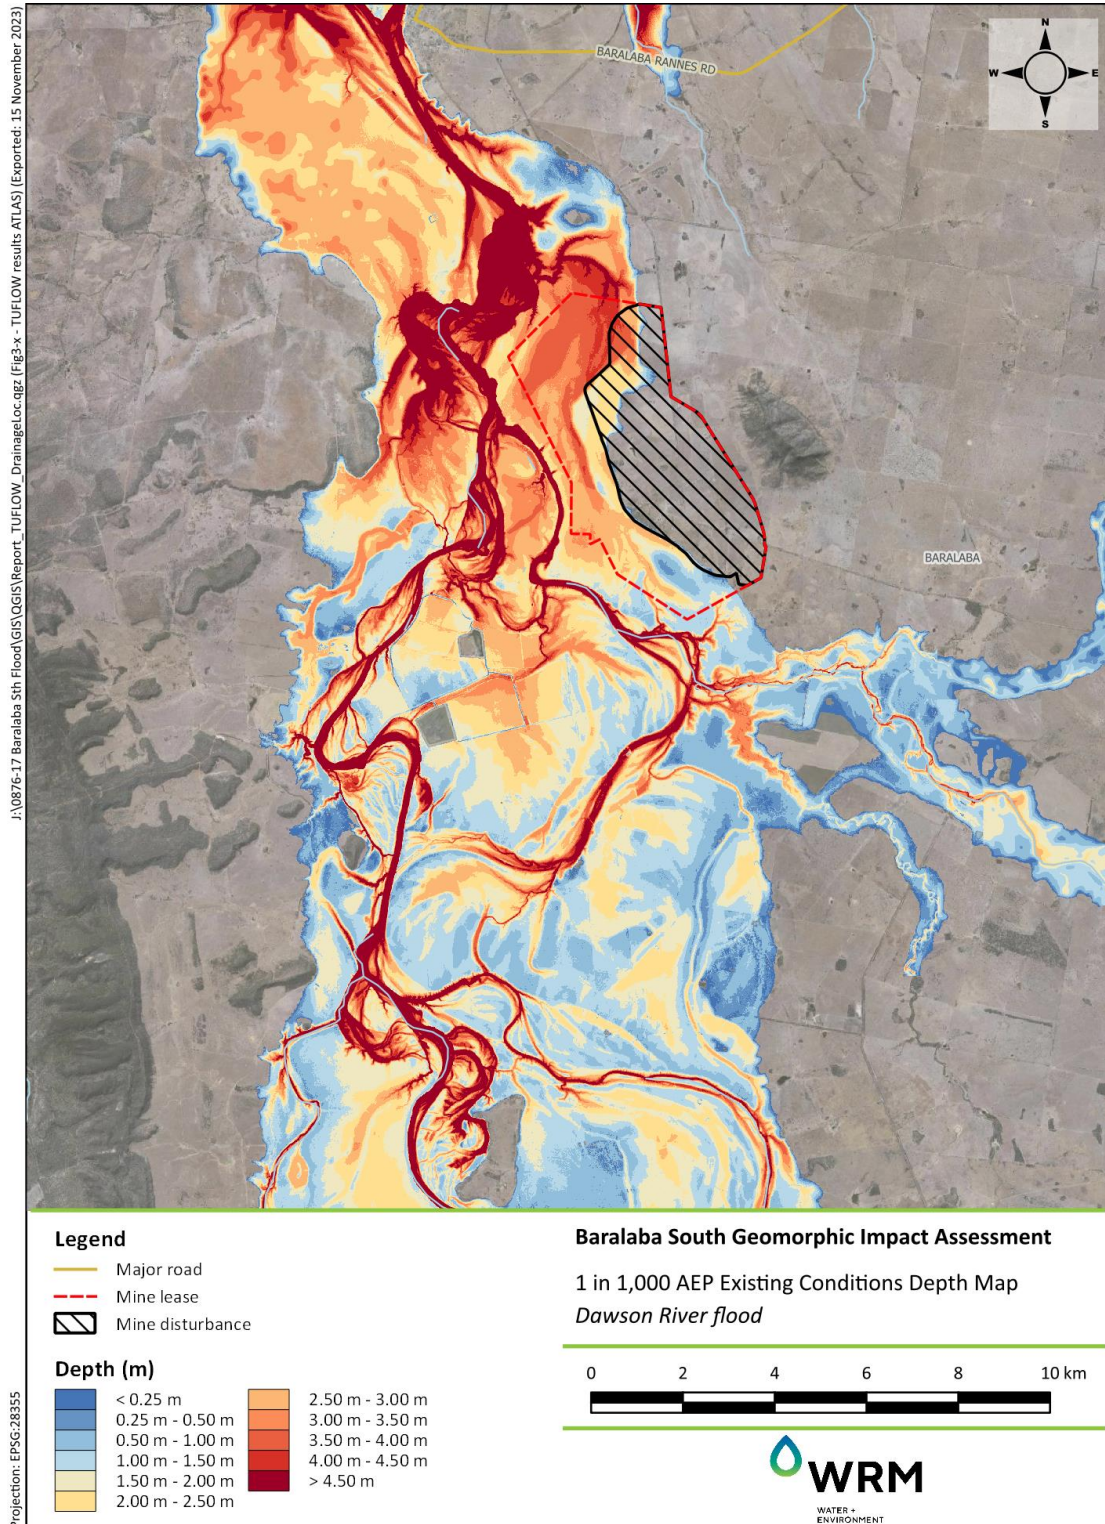 J:\0876-17 Baralaba Sth Flood\GIS\QGIS\Report_TUFLOW_DrainageLoc.qgz (Fig3-x - TUFLOW results ATLAS) (Exported: 15 November 2023)
Projection: EPSG:28355
BARALABA RANNES RD
N
W
E
S
BARALABA
Legend
Major road
Mine lease
Mine disturbance
Depth (m)
< 0.25 m
0.25 m - 0.50 m
0.50 m - 1.00 m
1.00 m - 1.50 m
1.50 m - 2.00 m
2.00 m - 2.50 m
2.50 m - 3.00 m
3.00 m - 3.50 m
3.50 m - 4.00 m
4.00 m - 4.50 m
> 4.50 m
Baralaba South Geomorphic Impact Assessment
1 in 1,000 AEP Existing Conditions Depth Map
Dawson River flood
0 2 4 6 8 10 km
WRM
WATER +
ENVIRONMENT